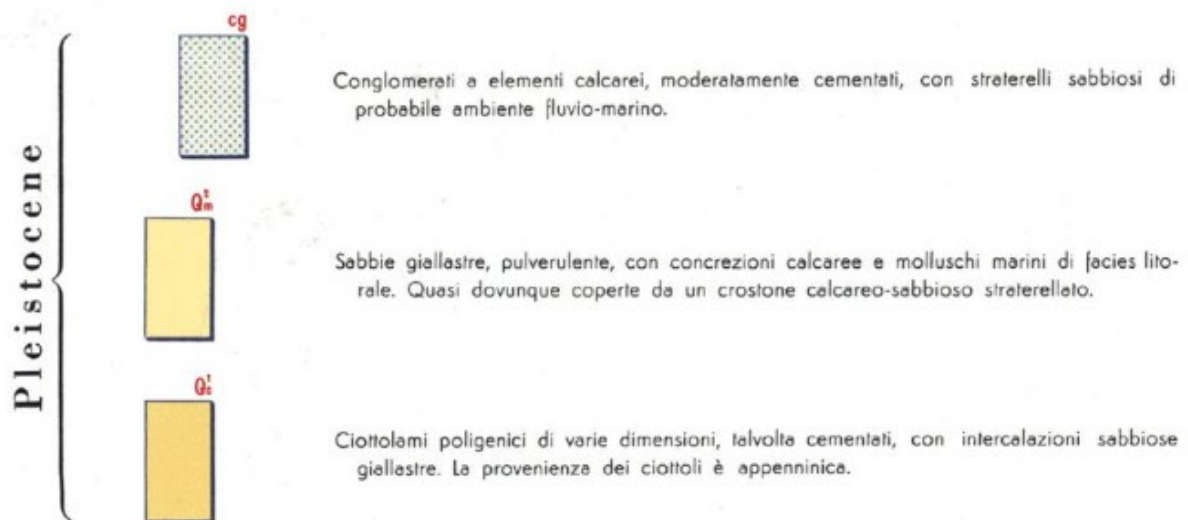 cg
Conglomerati a elementi calcarei, moderatamente cementati, con straterelli sabbiosi di
probabile ambiente fluvio-marino.
Pleistocene
Q²m
Sabbie giallastre, pulverulente, con concrezioni calcaree e molluschi marini di facies lito-
rale. Quasi dovunque coperte da un crostone calcareo-sabbioso straterellato.
Q¹c
Ciottolami poligenici di varie dimensioni, talvolta cementati, con intercalazioni sabbiose
giallastre. La provenienza dei ciottoli è appenninica.